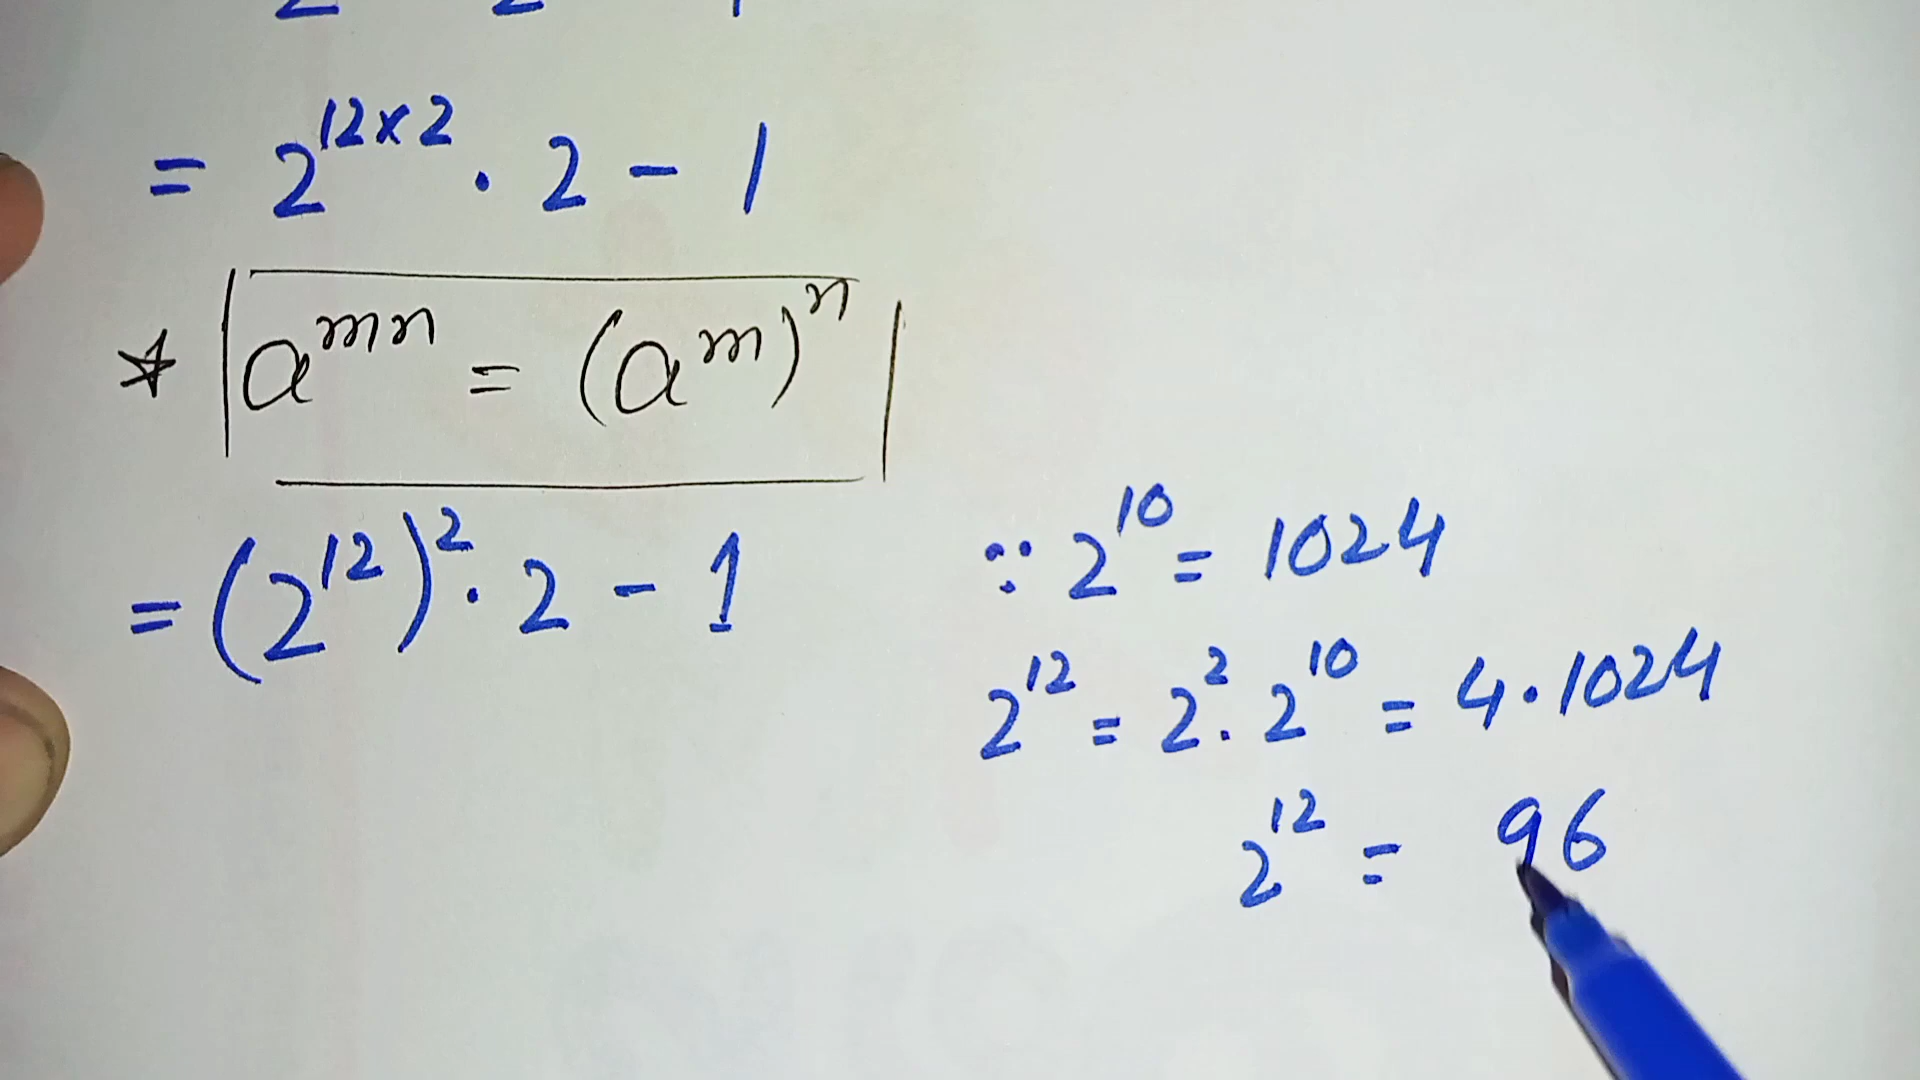 = 2^{12×2} · 2 - 1
* |a^{mn} = (a^m)^n|
= (2^{12})^2 · 2 - 1
∵ 2^{10} = 1024
2^{12} = 2^2 · 2^{10} = 4 · 1024
2^{12} = 96